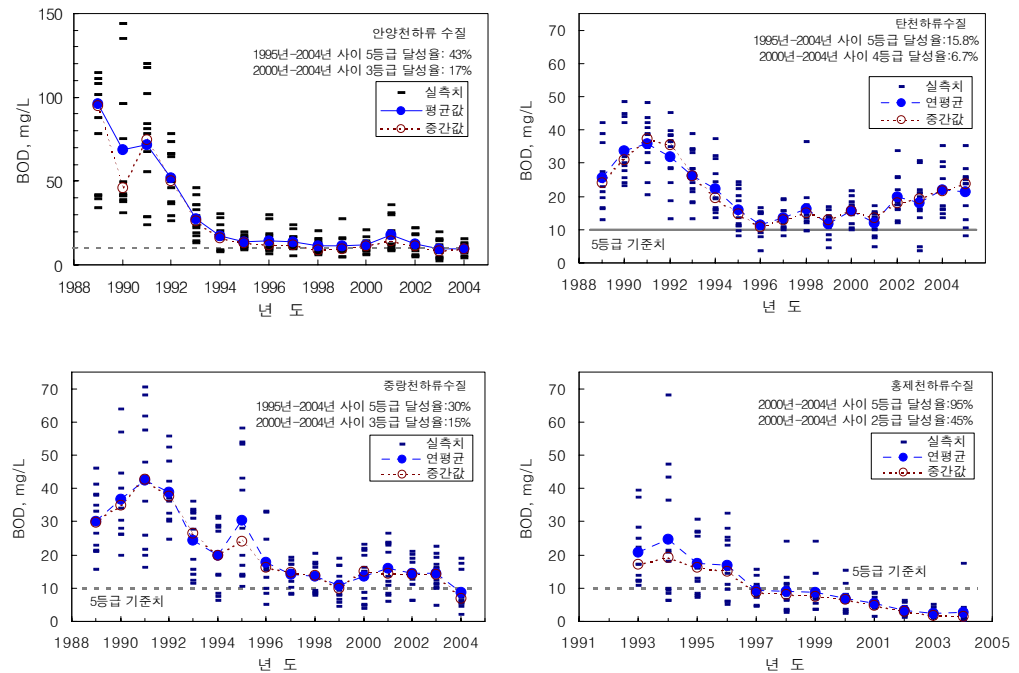 안양천하류 수질
1995년-2004년 사이 5등급 달성율: 43%
2000년-2004년 사이 3등급 달성율: 17%
실측치
평균값
중간값
BOD, mg/L
150
100
50
0
1988 1990 1992 1994 1996 1998 2000 2002 2004
년 도
탄천하류수질
1995년-2004년 사이 5등급 달성율:15.8%
2000년-2004년 사이 4등급 달성율:6.7%
실측치
연평균
중간값
BOD, mg/L
70
60
50
40
30
20
10
0
5등급 기준치
1988 1990 1992 1994 1996 1998 2000 2002 2004
년 도
중랑천하류수질
1995년-2004년 사이 5등급 달성율:30%
2000년-2004년 사이 3등급 달성율:15%
실측치
연평균
중간값
BOD, mg/L
70
60
50
40
30
20
10
0
5등급 기준치
1988 1990 1992 1994 1996 1998 2000 2002 2004
년 도
홍제천하류수질
2000년-2004년 사이 5등급 달성율:95%
2000년-2004년 사이 2등급 달성율:45%
실측치
연평균
중간값
BOD, mg/L
70
60
50
40
30
20
10
0
5등급 기준치
1991 1993 1995 1997 1999 2001 2003 2005
년 도